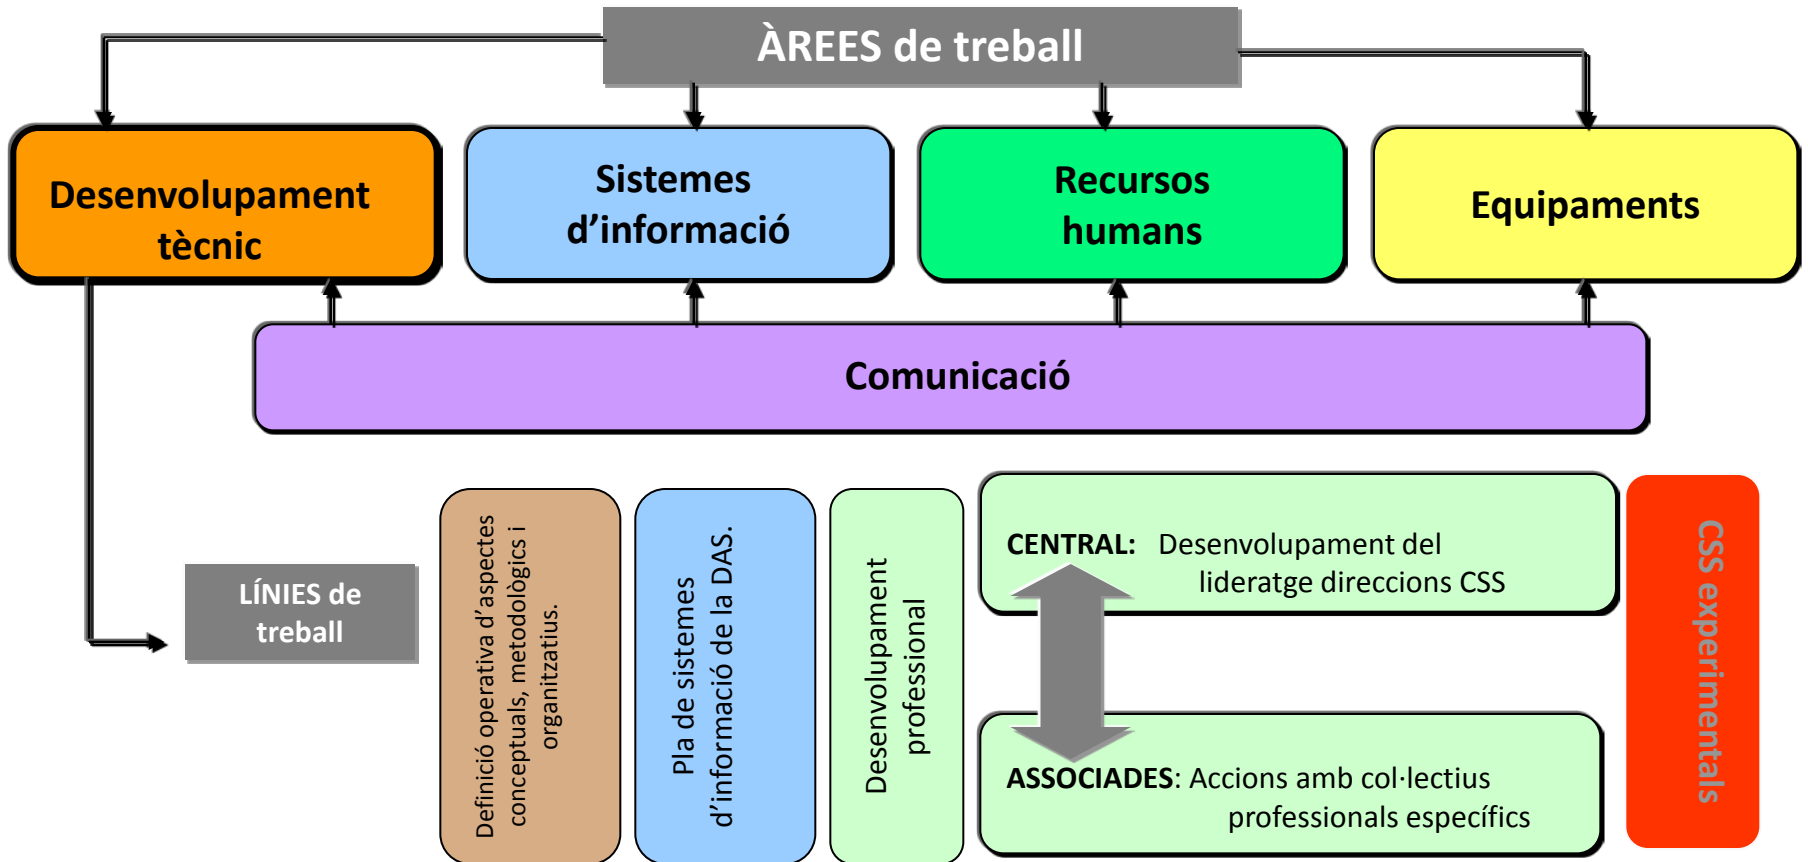 ÀREES de treball
Desenvolupament
tècnic
Sistemes
d’informació
Recursos
humans
Equipaments
Comunicació
LÍNIES de
treball
Definició operativa d’aspectes
conceptuals, metodològics i
organitzatius.
Pla de sistemes
d’informació de la DAS.
Desenvolupament
professional
CENTRAL: Desenvolupament del
lideratge direccions CSS
ASSOCIADES: Accions amb col·lectius
professionals específics
CSS experimentals